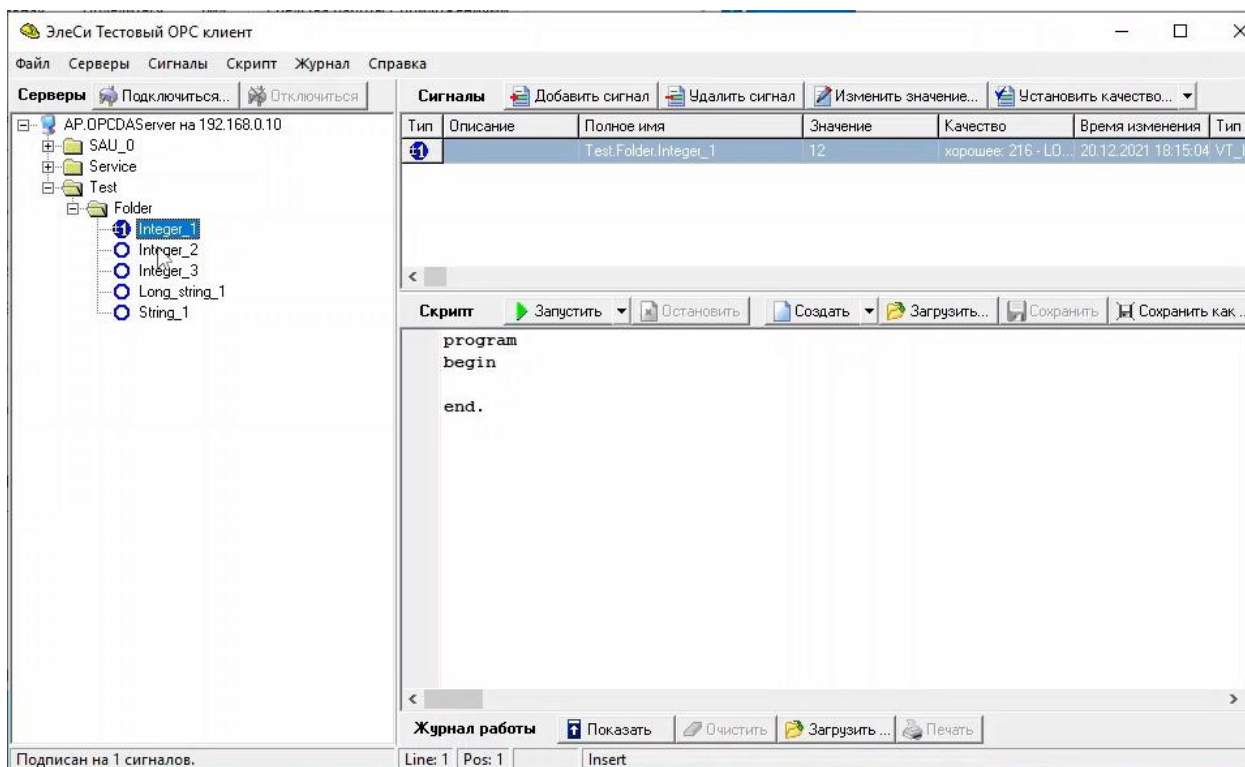 ЭлеСи Тестовый OPC клиент
Файл Серверы Сигналы Скрипт Журнал Справка
Серверы Подключиться... Отключиться
Сигналы Добавить сигнал Удалить сигнал Изменить значение... Установить качество...
AP.OPCDAServer на 192.168.0.10
SAU_0
Service
Test
Folder
Integer_1
Integer_2
Integer_3
Long_string_1
String_1
Тип Описание Полное имя Значение Качество Время изменения Тип
Test.Folder.Integer_1 12 хорошее: 216 - LO... 20.12.2021 18:15:04 VT_
Скрипт Запустить Остановить Создать Загрузить... Сохранить Сохранить как ..
program
begin
end.
Журнал работы Показать Очистить Загрузить ... Печать
Подписан на 1 сигналов.
Line: 1 Pos: 1 Insert